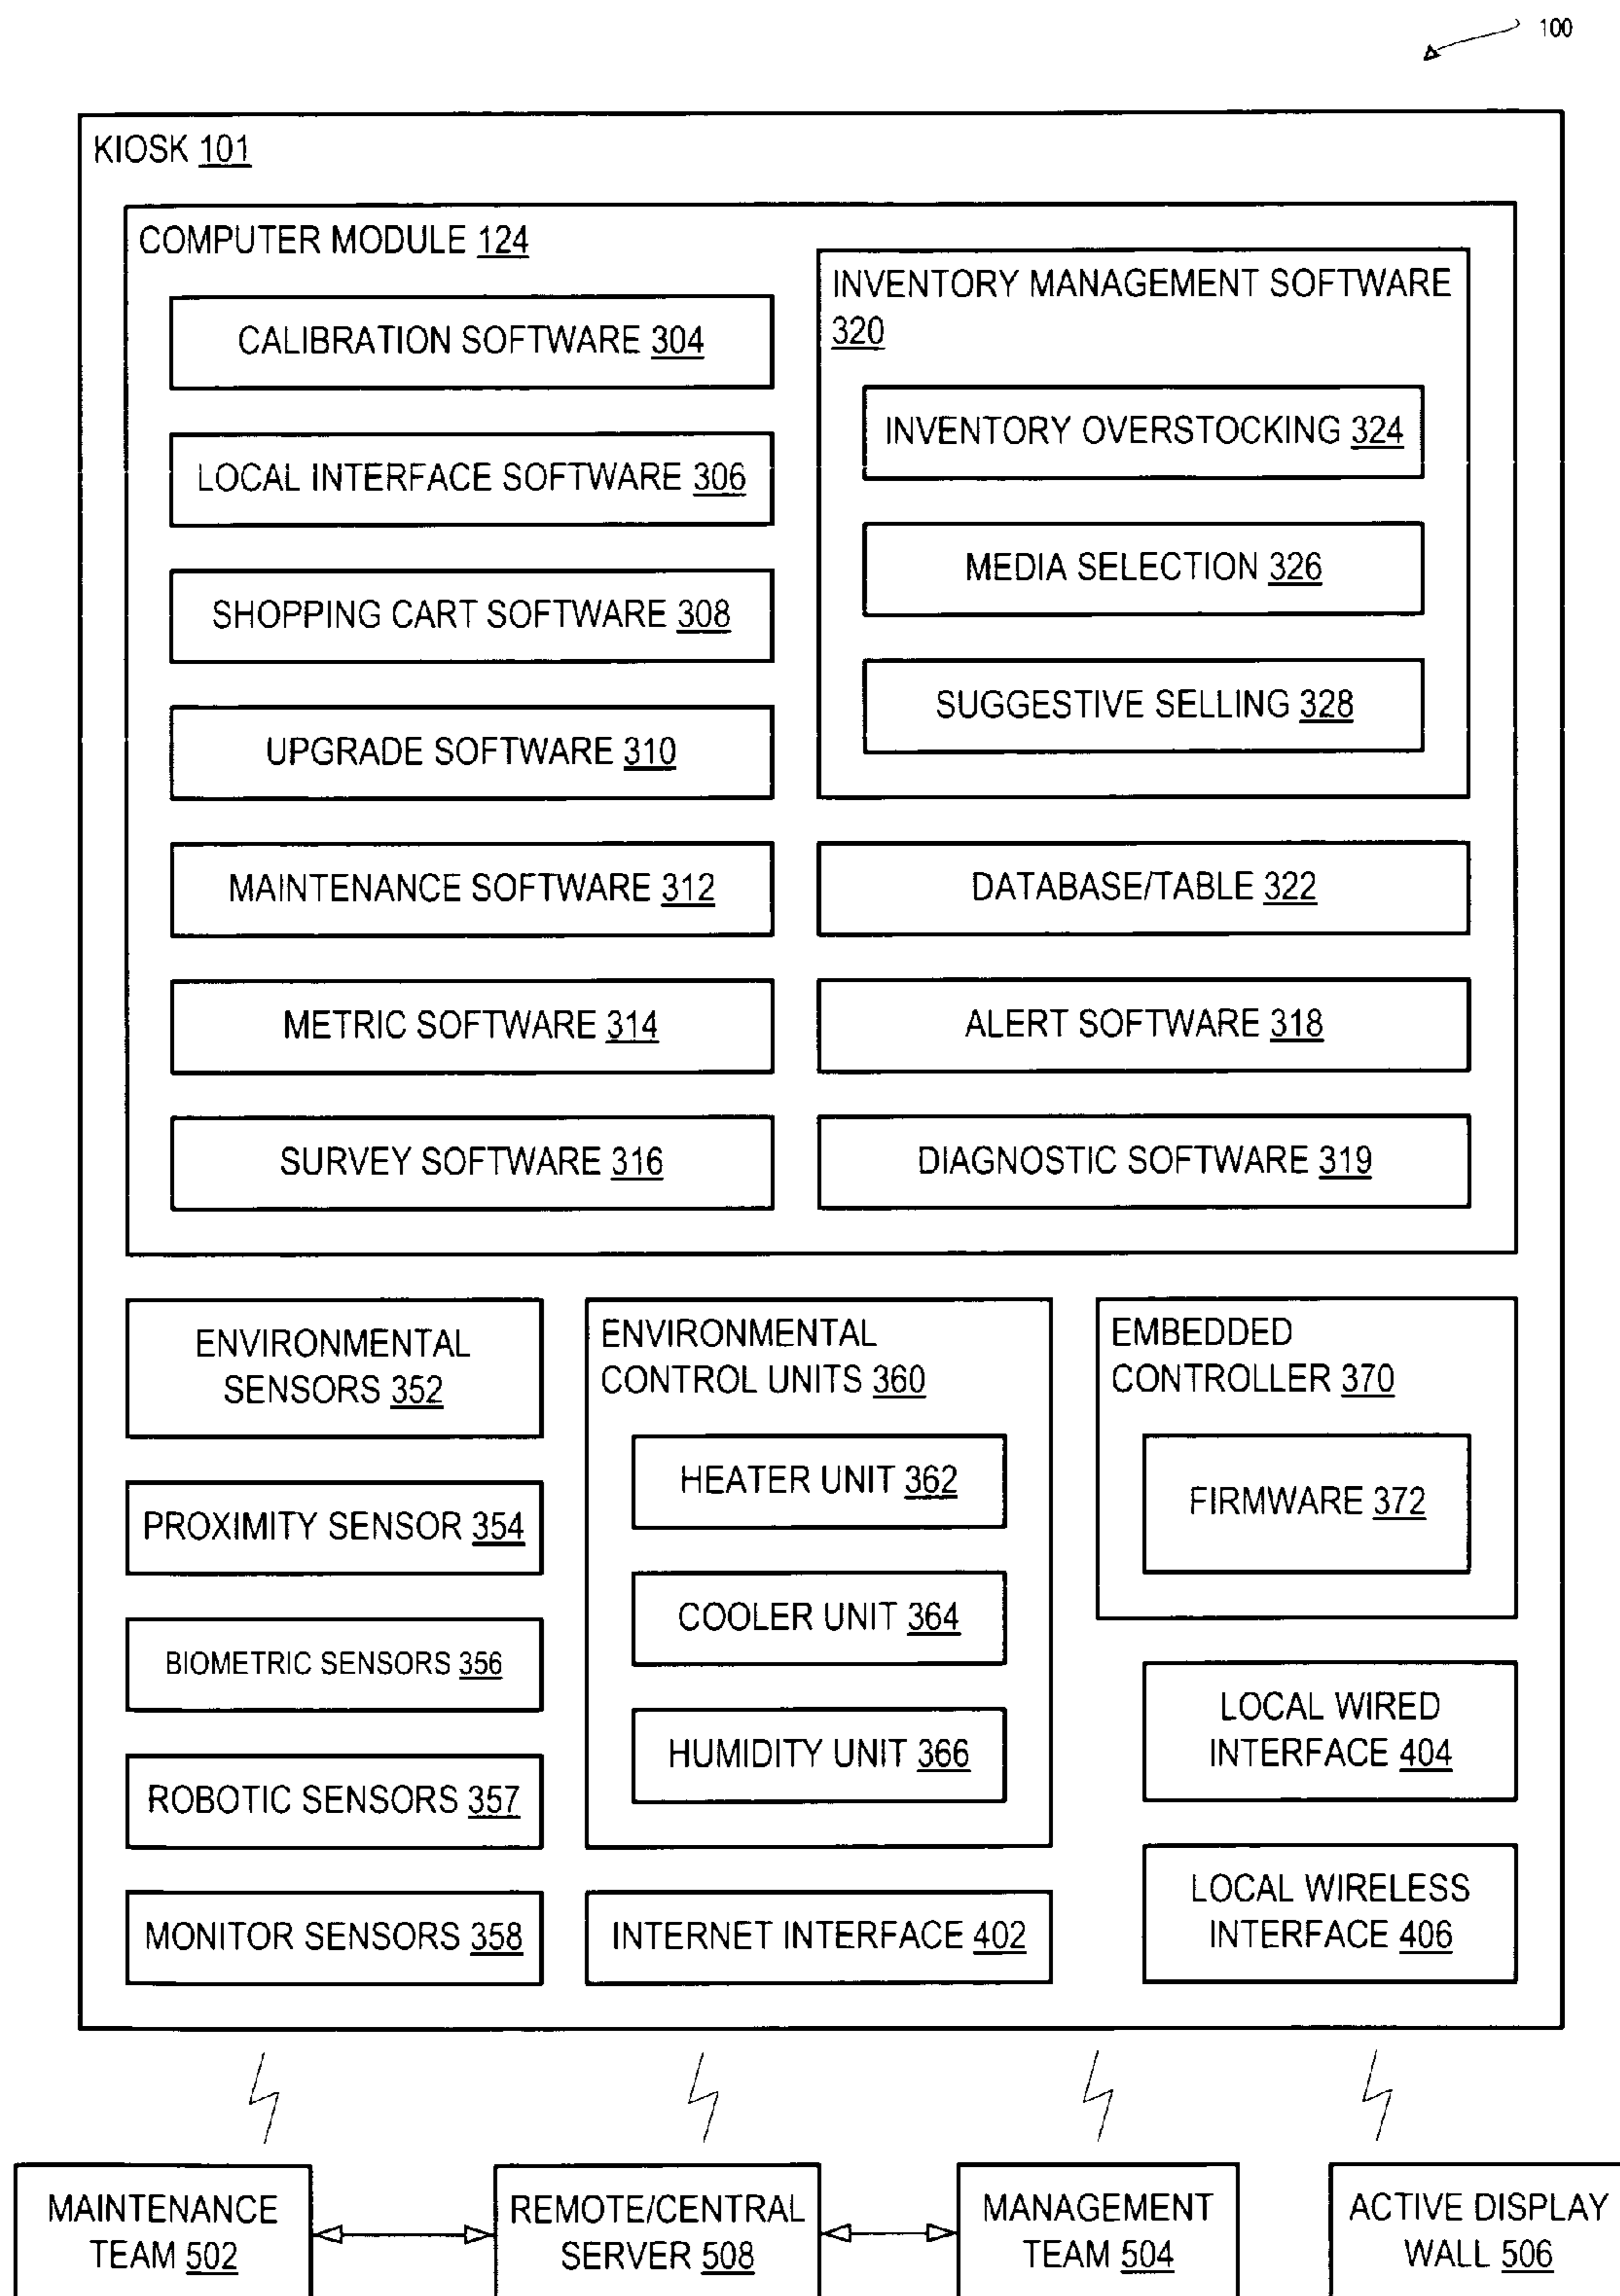 100
KIOSK 101
COMPUTER MODULE 124
CALIBRATION SOFTWARE 304
LOCAL INTERFACE SOFTWARE 306
SHOPPING CART SOFTWARE 308
UPGRADE SOFTWARE 310
MAINTENANCE SOFTWARE 312
METRIC SOFTWARE 314
SURVEY SOFTWARE 316
INVENTORY MANAGEMENT SOFTWARE
320
INVENTORY OVERSTOCKING 324
MEDIA SELECTION 326
SUGGESTIVE SELLING 328
DATABASE/TABLE 322
ALERT SOFTWARE 318
DIAGNOSTIC SOFTWARE 319
ENVIRONMENTAL
SENSORS 352
PROXIMITY SENSOR 354
BIOMETRIC SENSORS 356
ROBOTIC SENSORS 357
MONITOR SENSORS 358
ENVIRONMENTAL
CONTROL UNITS 360
HEATER UNIT 362
COOLER UNIT 364
HUMIDITY UNIT 366
INTERNET INTERFACE 402
EMBEDDED
CONTROLLER 370
FIRMWARE 372
LOCAL WIRED
INTERFACE 404
LOCAL WIRELESS
INTERFACE 406
MAINTENANCE
TEAM 502
REMOTE/CENTRAL
SERVER 508
MANAGEMENT
TEAM 504
ACTIVE DISPLAY
WALL 506